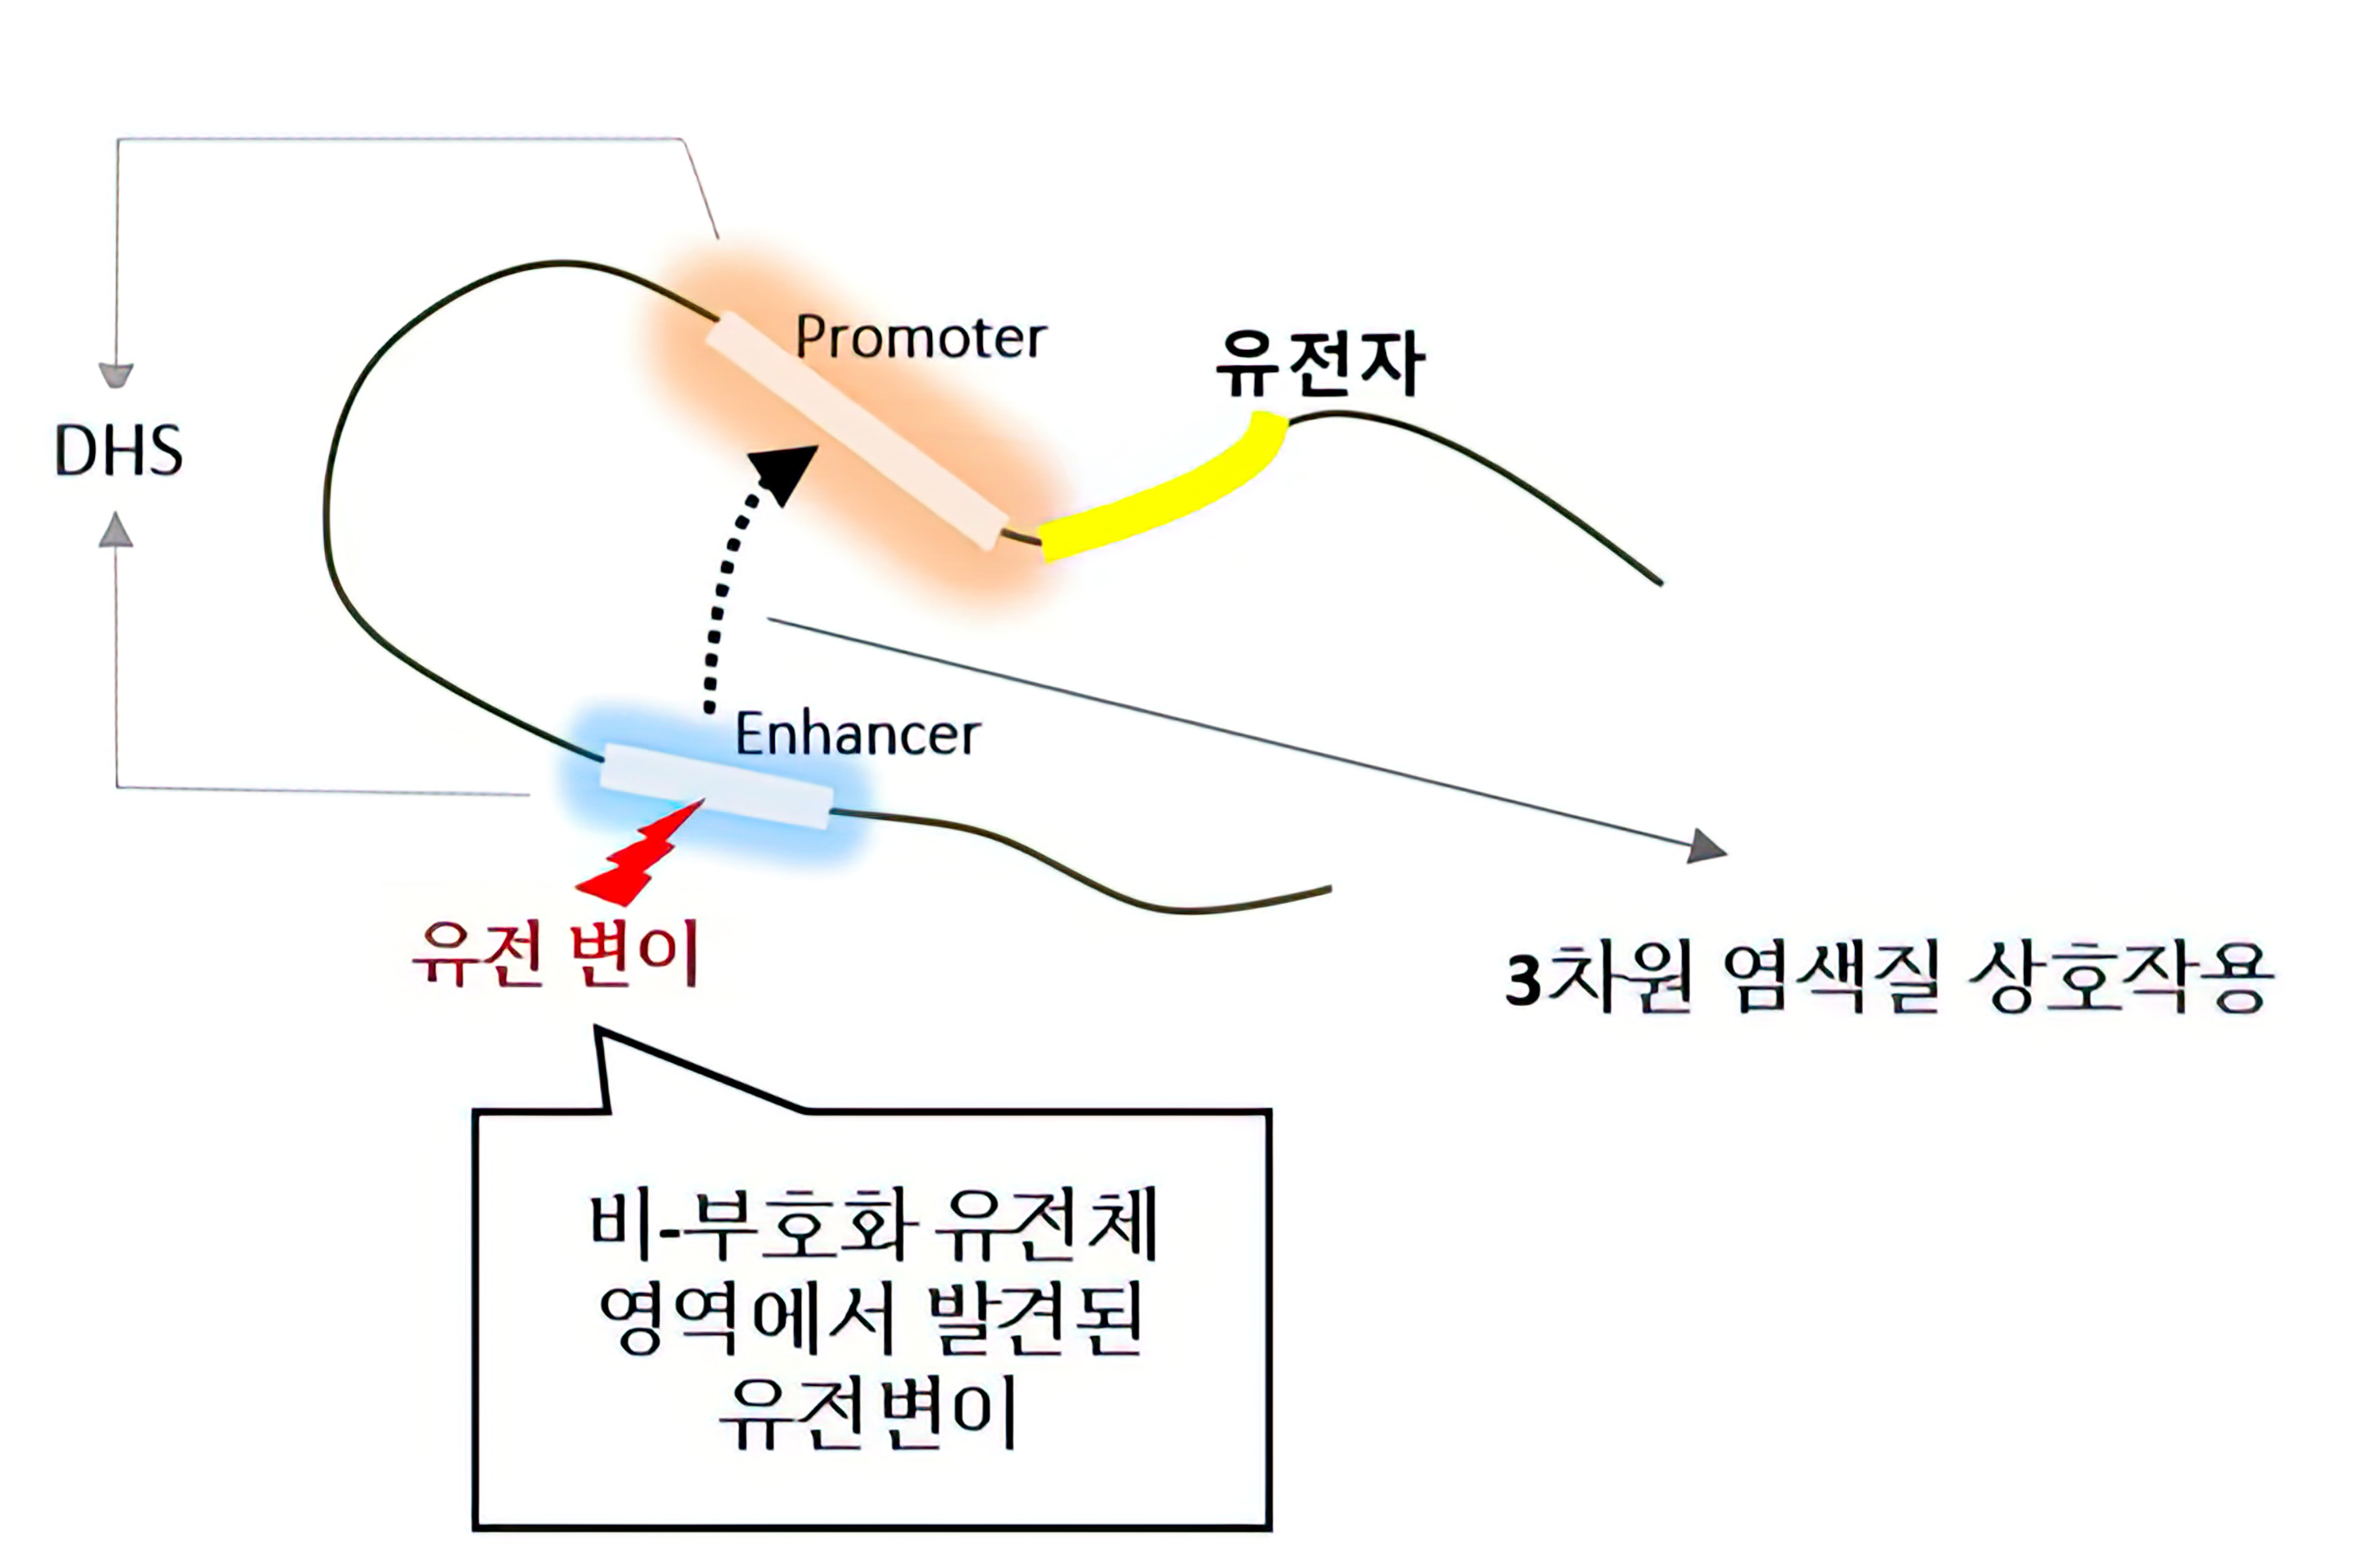 Promoter
유전자
DHS
Enhancer
유전 변이
3차원 염색질 상호작용
비-부호화 유전체
영역에서 발견된
유전변이